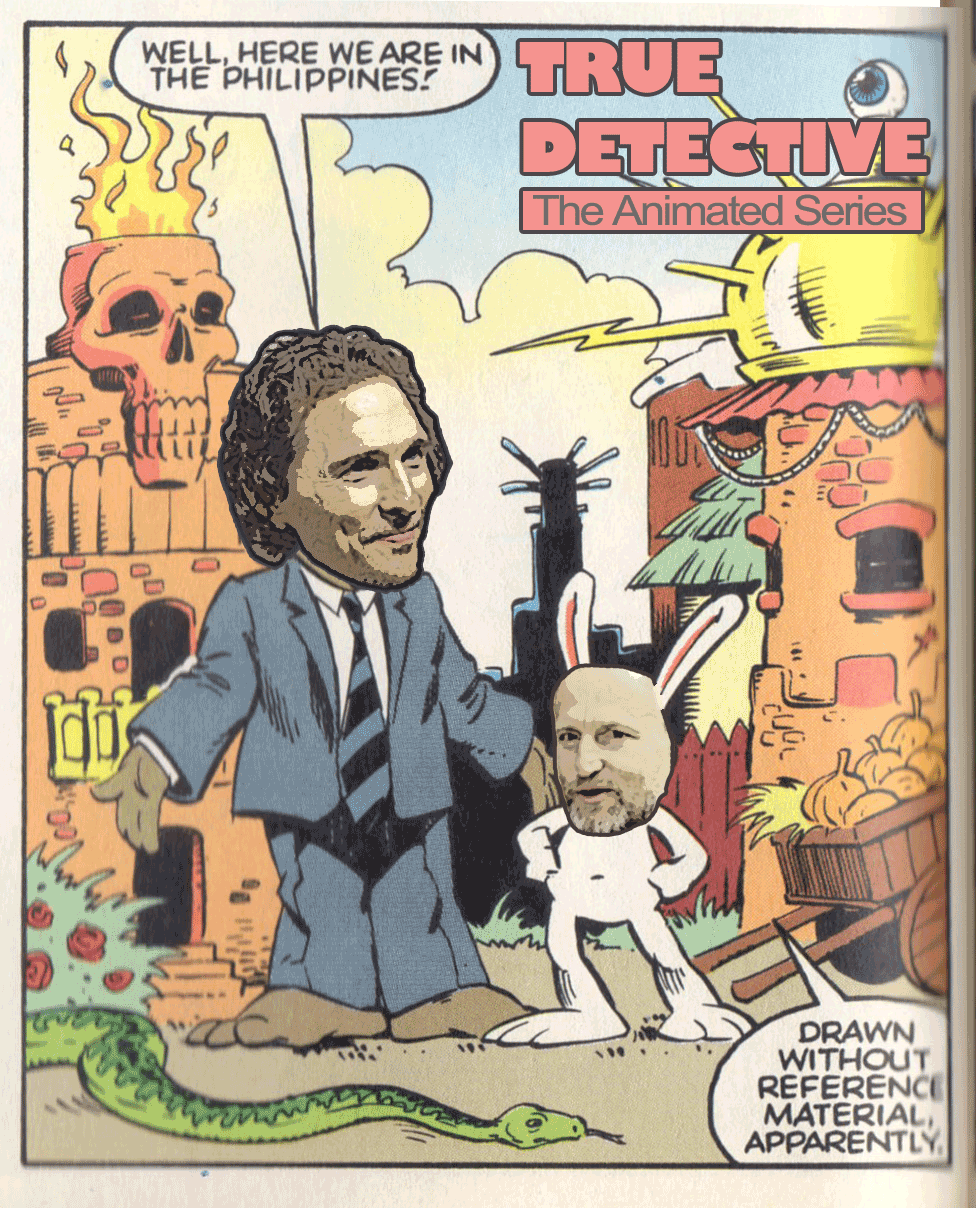 WELL, HERE WE ARE IN
THE PHILIPPINES!
TRUE
DETECTIVE
The Animated Series
DRAWN
WITHOUT
REFERENCE
MATERIAL,
APPARENTLY.